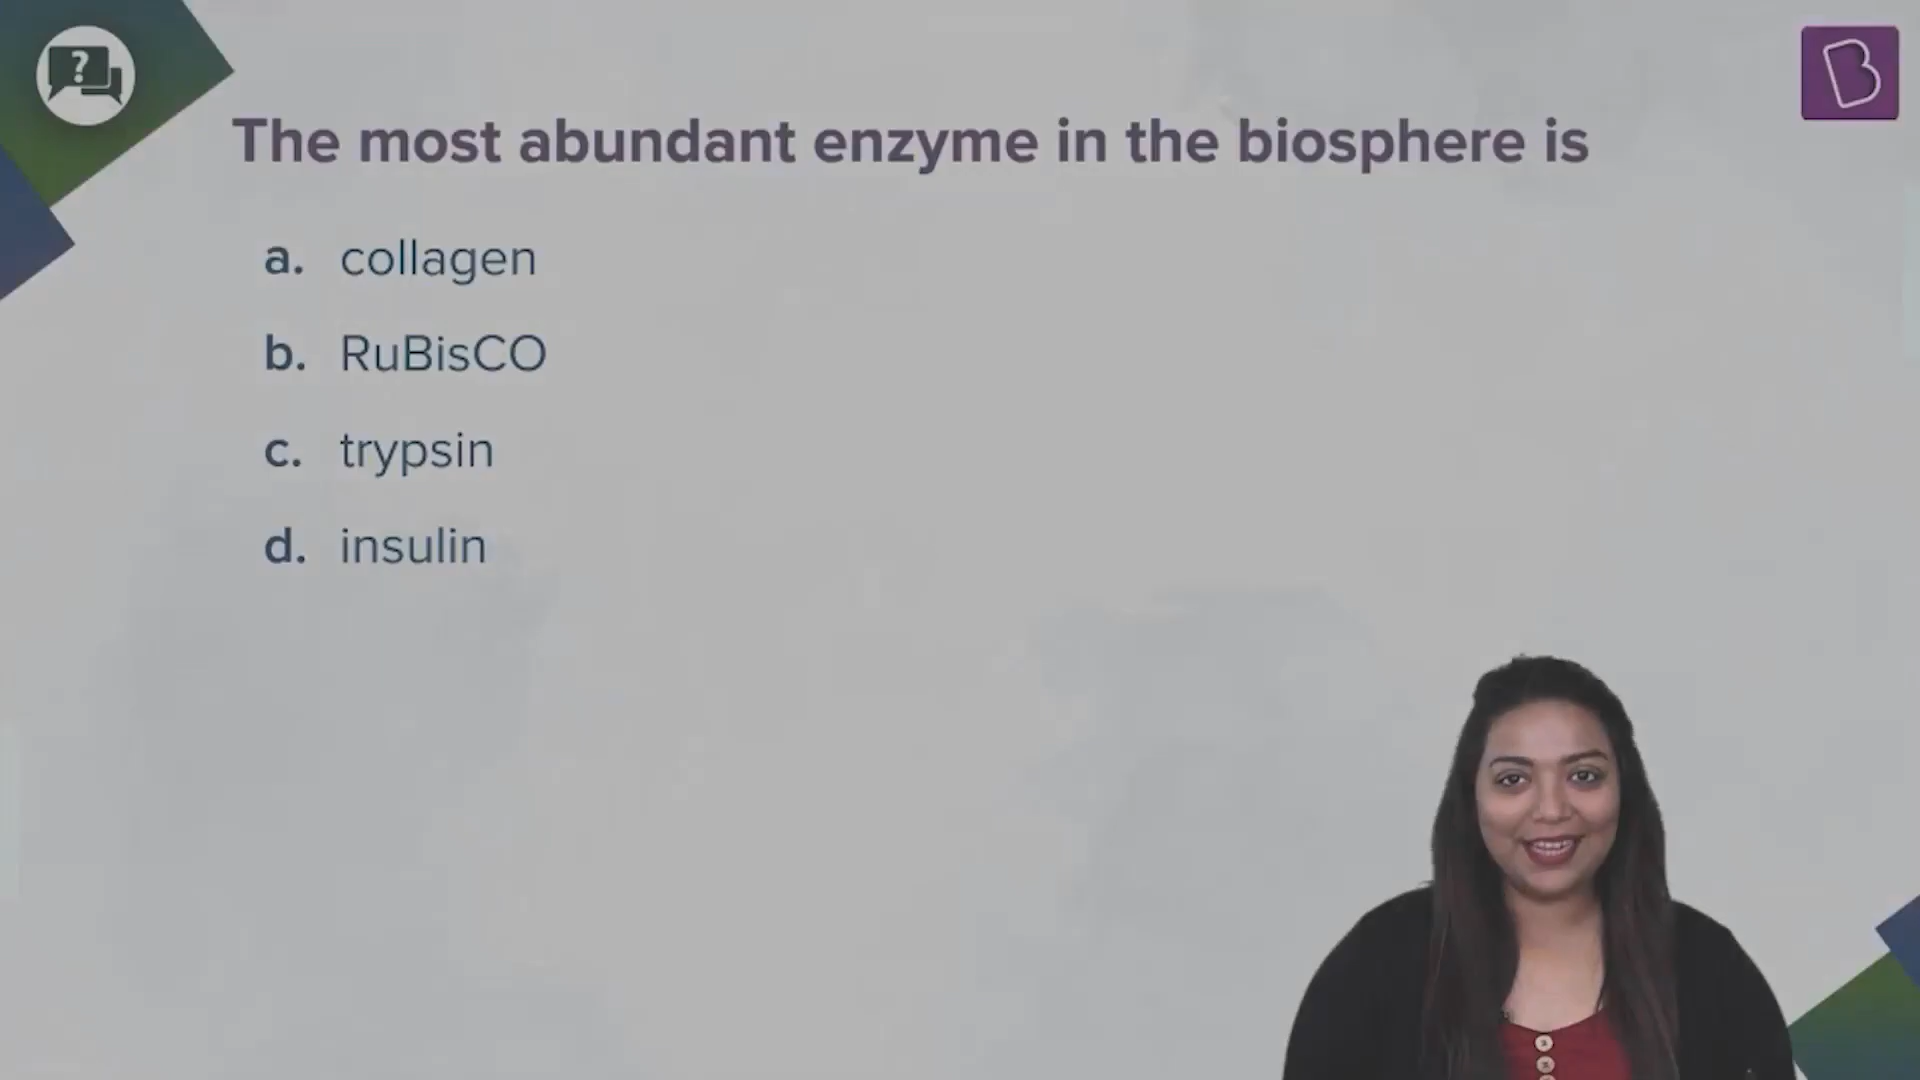 ?
B
The most abundant enzyme in the biosphere is
a. collagen
b. RuBisCO
c. trypsin
d. insulin